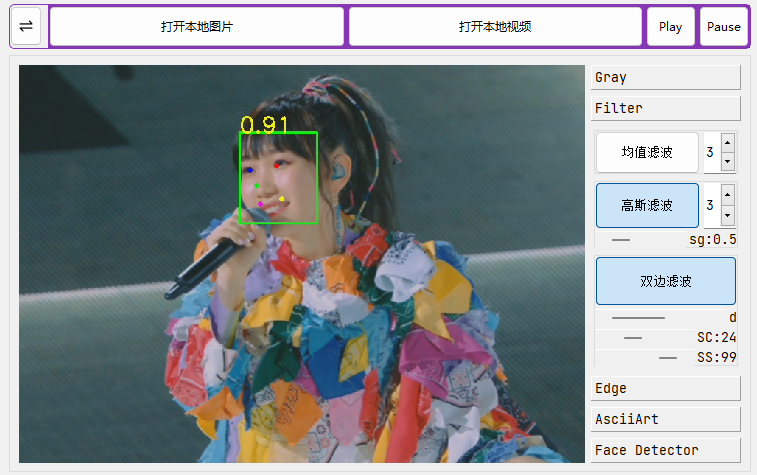 ⇌ 打开本地图片 打开本地视频 Play Pause
0.91
Gray
Filter
均值滤波 3
高斯滤波 3
sg:0.5
双边滤波
d
SC:24
SS:99
Edge
AsciiArt
Face Detector